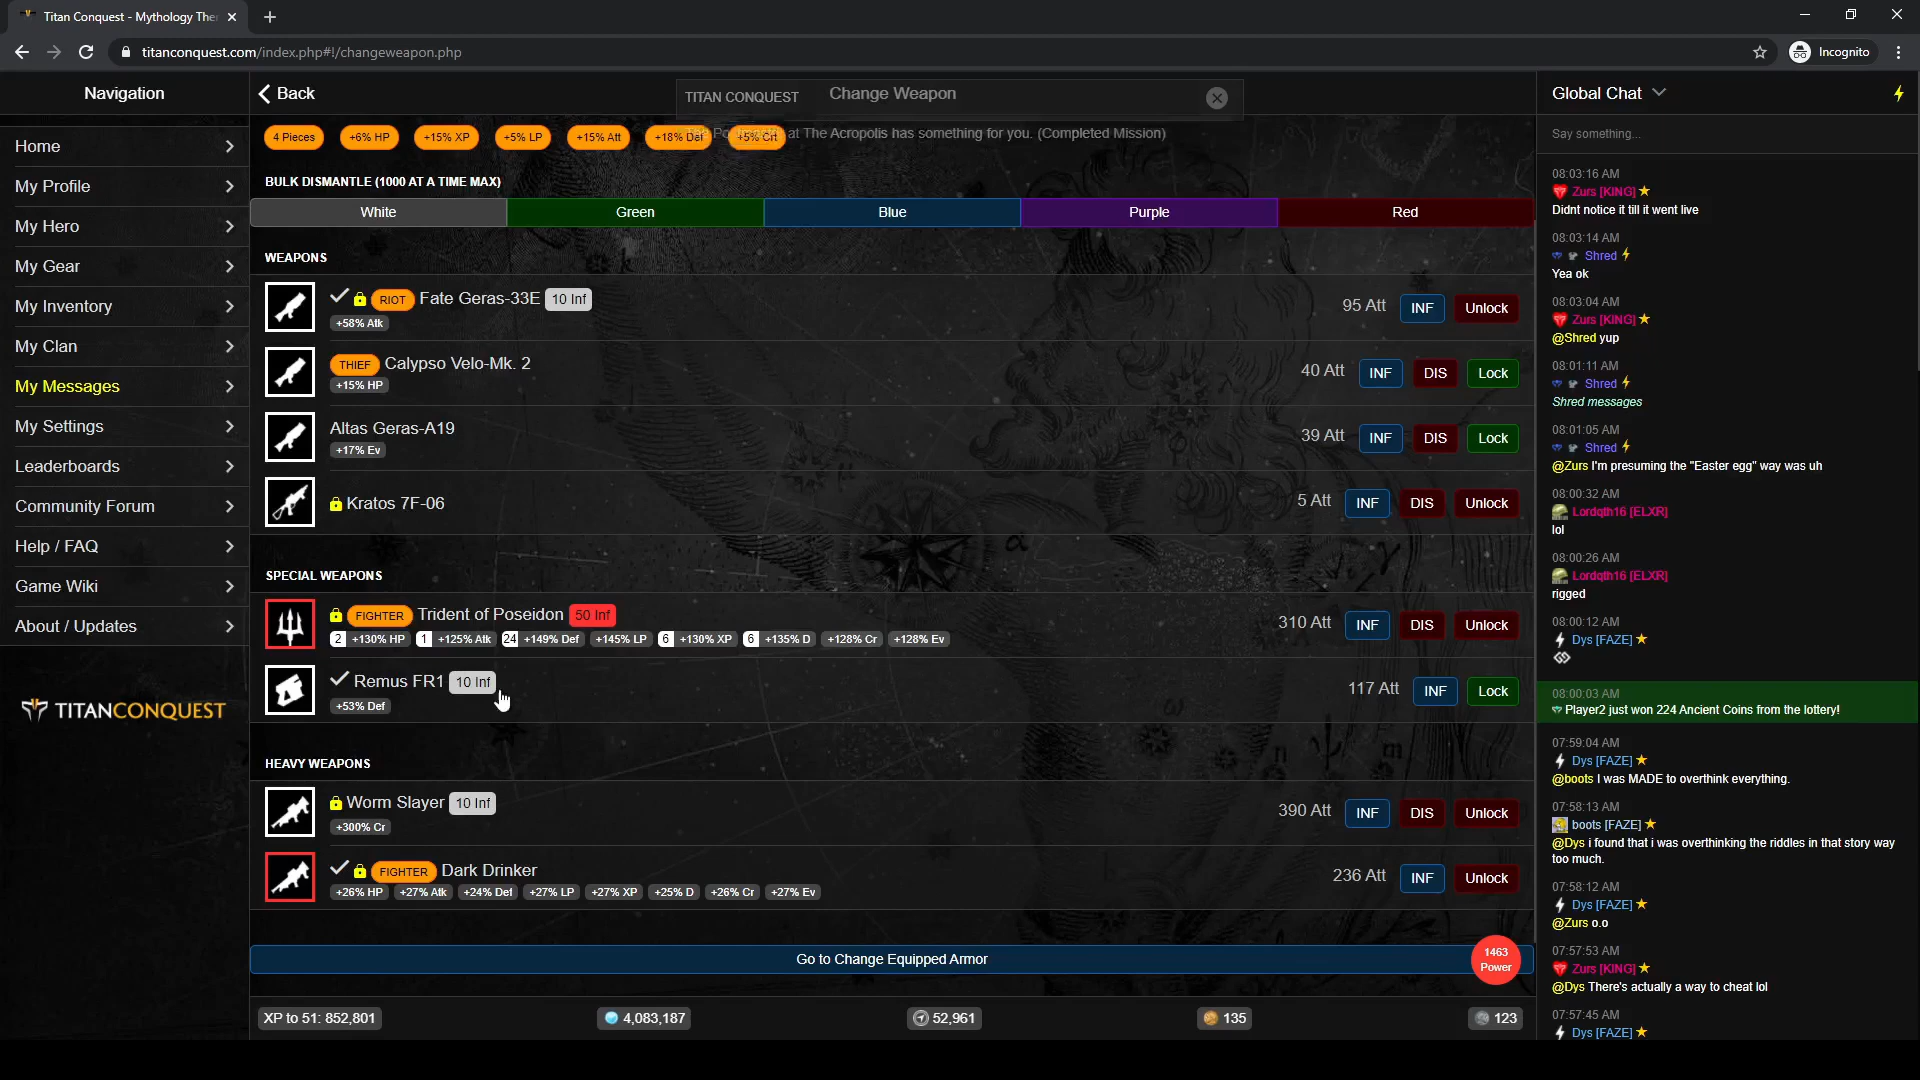 Titan Conquest - Mythology The
titanconquest.com/index.php#!/changeweapon.php
Incognito
Navigation
Home
My Profile
My Hero
My Gear
My Inventory
My Clan
My Messages
My Settings
Leaderboards
Community Forum
Help / FAQ
Game Wiki
About / Updates
TITANCONQUEST
Back
TITAN CONQUEST
Change Weapon
at The Acropolis has something for you. (Completed Mission)
4 Pieces +6% HP +15% XP +5% LP +15% Att +18% Def +5% Crt
BULK DISMANTLE (1000 AT A TIME MAX)
White Green Blue Purple Red
WEAPONS
RIOT Fate Geras-33E 10 Inf
+58% Atk
95 Att INF Unlock
THIEF Calypso Velo-Mk. 2
+15% HP
40 Att INF DIS Lock
Altas Geras-A19
+17% Ev
39 Att INF DIS Lock
Kratos 7F-06
5 Att INF DIS Unlock
SPECIAL WEAPONS
FIGHTER Trident of Poseidon 50 Inf
2 +130% HP 1 +125% Atk 24 +149% Def +145% LP 6 +130% XP 6 +135% D +128% Cr +128% Ev
310 Att INF DIS Unlock
Remus FR1 10 Inf
+53% Def
117 Att INF Lock
HEAVY WEAPONS
Worm Slayer 10 Inf
+300% Cr
390 Att INF DIS Unlock
FIGHTER Dark Drinker
+26% HP +27% Atk +24% Def +27% LP +27% XP +25% D +26% Cr +27% Ev
236 Att INF Unlock
Go to Change Equipped Armor
1463
Power
XP to 51: 852,801 4,083,187 52,961 135 123
Global Chat
Say something...
08:03:16 AM
Zurs [KING]
Didnt notice it till it went live
08:03:14 AM
Shred
Yea ok
08:03:04 AM
Zurs [KING]
@Shred yup
08:01:11 AM
Shred
Shred messages
08:01:05 AM
Shred
@Zurs I'm presuming the "Easter egg" way was uh
08:00:32 AM
Lordqth16 [ELXR]
lol
08:00:26 AM
Lordqth16 [ELXR]
rigged
08:00:12 AM
Dys [FAZE]
08:00:03 AM
Player2 just won 224 Ancient Coins from the lottery!
07:59:04 AM
Dys [FAZE]
@boots I was MADE to overthink everything.
07:58:13 AM
boots [FAZE]
@Dys i found that i was overthinking the riddles in that story way
too much.
07:58:12 AM
Dys [FAZE]
@Zurs o.o
07:57:53 AM
Zurs [KING]
@Dys There's actually a way to cheat lol
07:57:45 AM
Dys [FAZE]